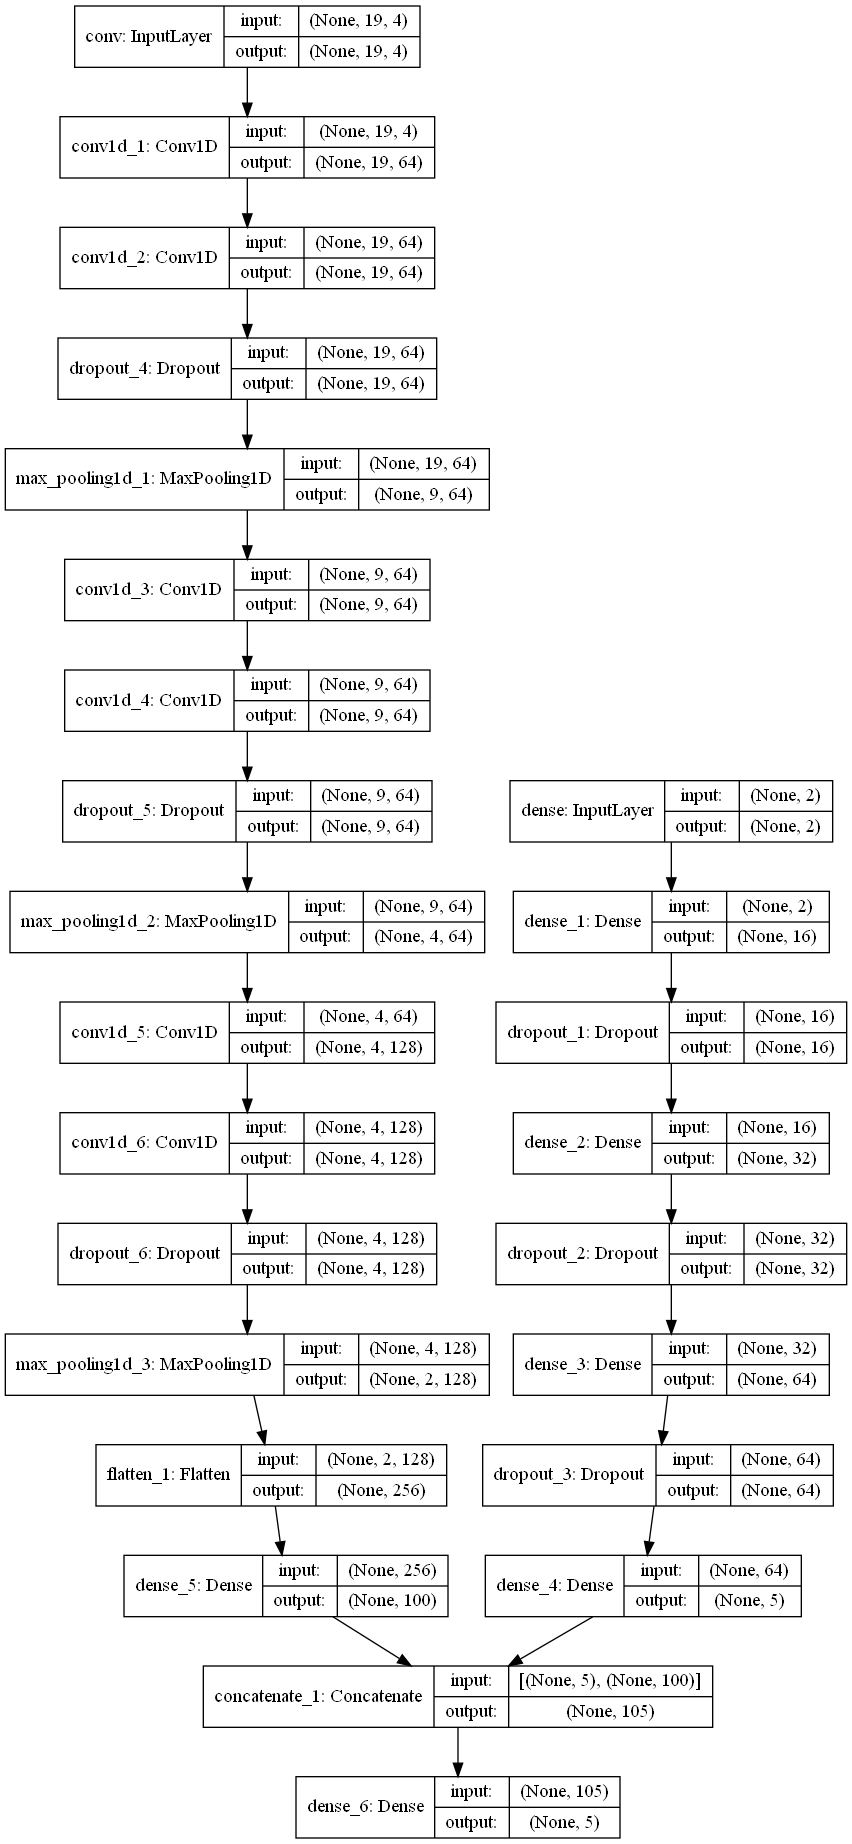 conv: InputLayer
input: (None, 19, 4)
output: (None, 19, 4)
conv1d_1: Conv1D
input: (None, 19, 4)
output: (None, 19, 64)
conv1d_2: Conv1D
input: (None, 19, 64)
output: (None, 19, 64)
dropout_4: Dropout
input: (None, 19, 64)
output: (None, 19, 64)
max_pooling1d_1: MaxPooling1D
input: (None, 19, 64)
output: (None, 9, 64)
conv1d_3: Conv1D
input: (None, 9, 64)
output: (None, 9, 64)
conv1d_4: Conv1D
input: (None, 9, 64)
output: (None, 9, 64)
dropout_5: Dropout
input: (None, 9, 64)
output: (None, 9, 64)
dense: InputLayer
input: (None, 2)
output: (None, 2)
max_pooling1d_2: MaxPooling1D
input: (None, 9, 64)
output: (None, 4, 64)
dense_1: Dense
input: (None, 2)
output: (None, 16)
conv1d_5: Conv1D
input: (None, 4, 64)
output: (None, 4, 128)
dropout_1: Dropout
input: (None, 16)
output: (None, 16)
conv1d_6: Conv1D
input: (None, 4, 128)
output: (None, 4, 128)
dense_2: Dense
input: (None, 16)
output: (None, 32)
dropout_6: Dropout
input: (None, 4, 128)
output: (None, 4, 128)
dropout_2: Dropout
input: (None, 32)
output: (None, 32)
max_pooling1d_3: MaxPooling1D
input: (None, 4, 128)
output: (None, 2, 128)
dense_3: Dense
input: (None, 32)
output: (None, 64)
flatten_1: Flatten
input: (None, 2, 128)
output: (None, 256)
dropout_3: Dropout
input: (None, 64)
output: (None, 64)
dense_5: Dense
input: (None, 256)
output: (None, 100)
dense_4: Dense
input: (None, 64)
output: (None, 5)
concatenate_1: Concatenate
input: [(None, 5), (None, 100)]
output: (None, 105)
dense_6: Dense
input: (None, 105)
output: (None, 5)